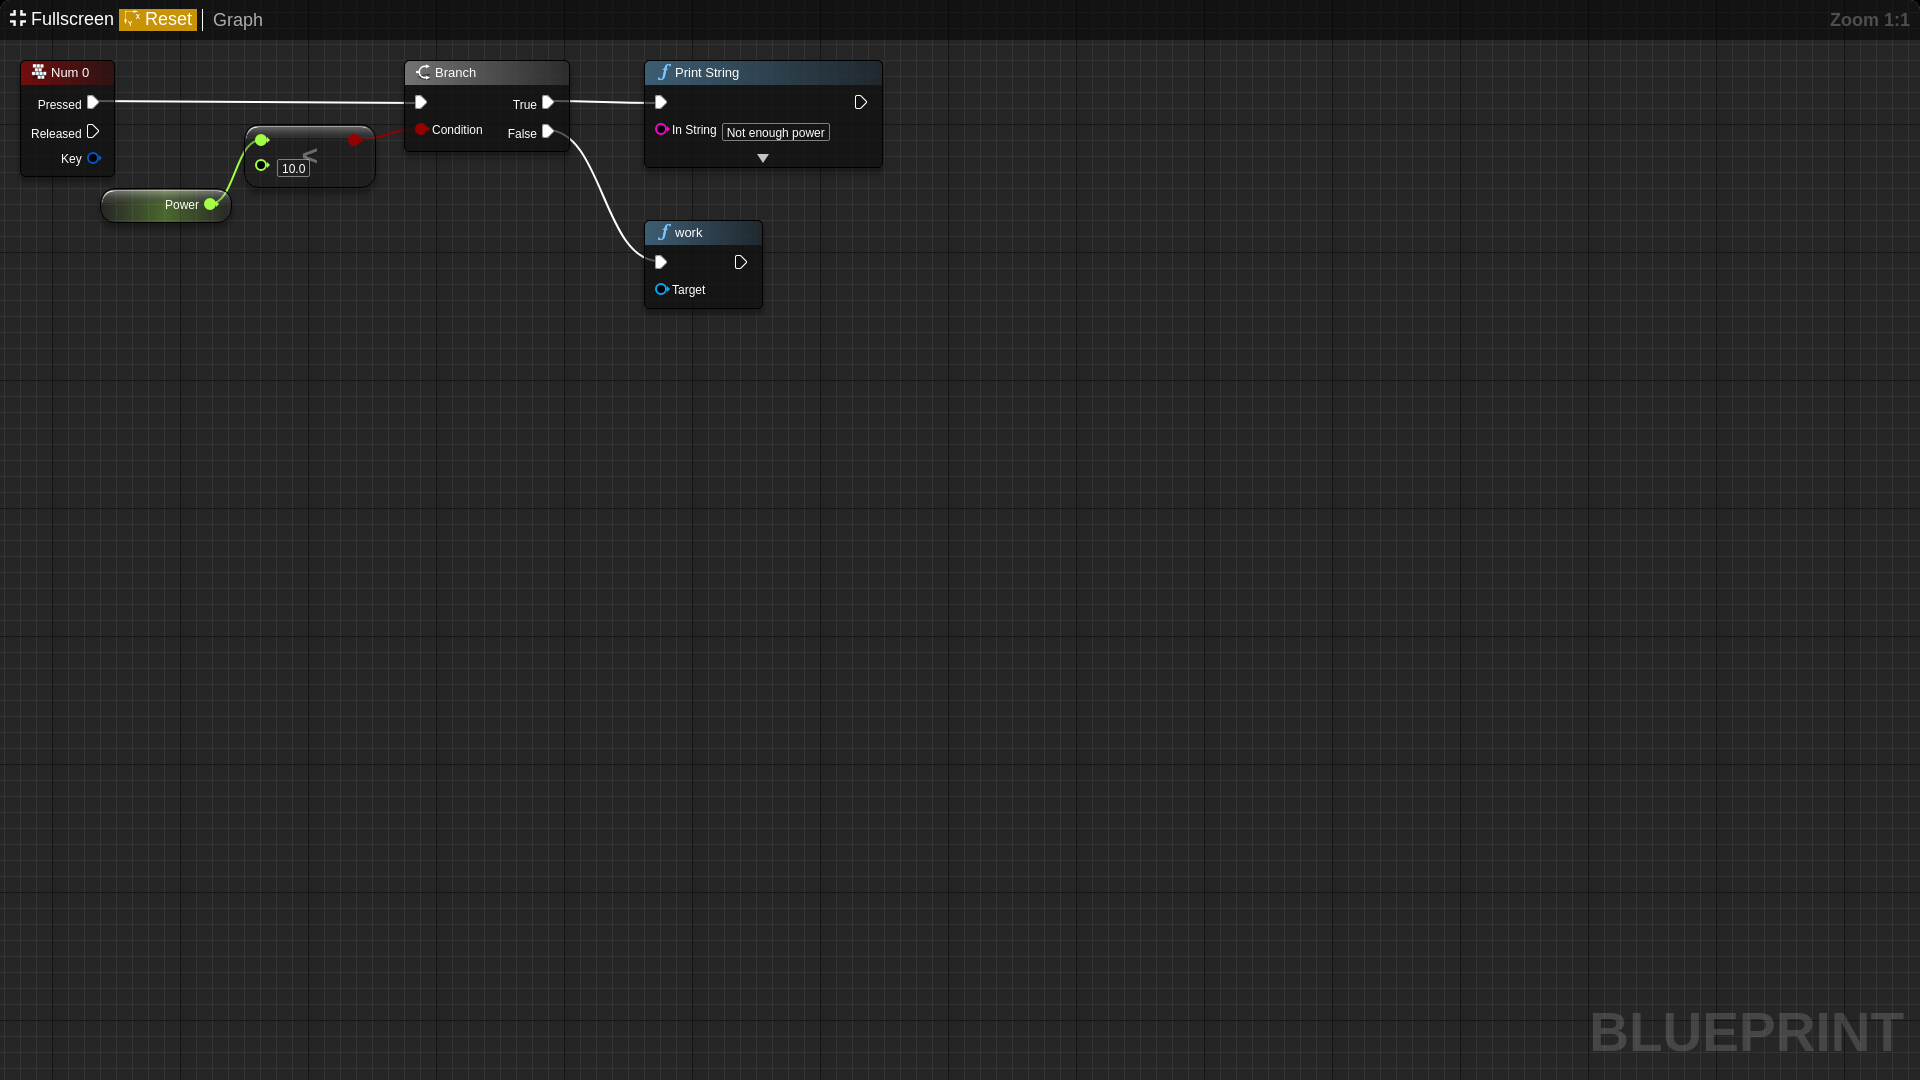 Fullscreen Reset Graph Zoom 1:1
Num 0
Pressed
Released
Key
Power
<
10.0
Branch
True
Condition
False
Print String
In String Not enough power
work
Target
BLUEPRINT